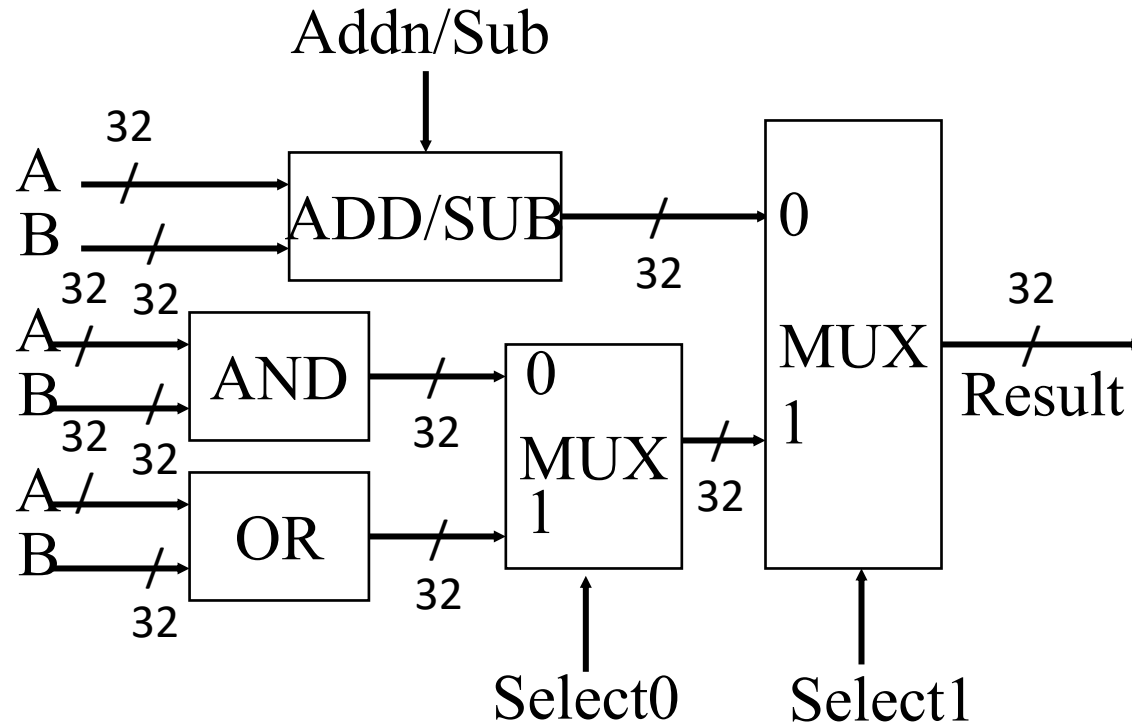 Addn/Sub
32
A
ADD/SUB
0
B
32
32
32
32
A
AND
0
MUX
Result
B
32
32
32
32
MUX
1
32
A
1
OR
B
32
32
Select0
Select1